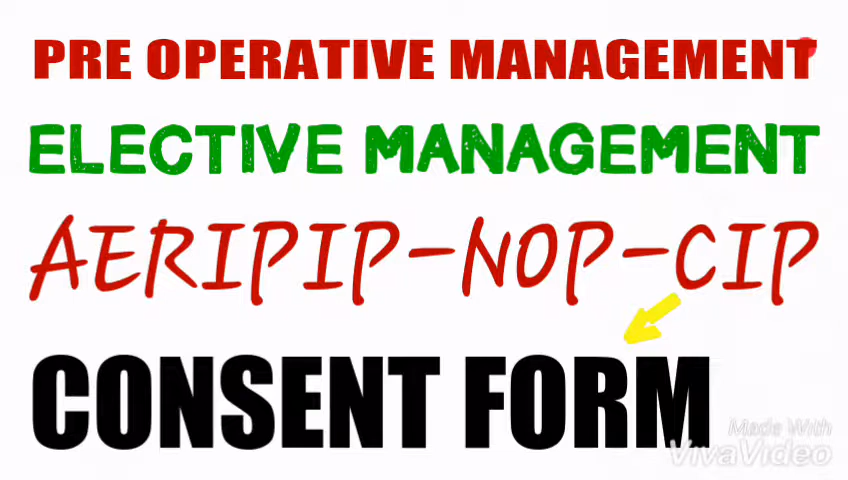 PRE OPERATIVE MANAGEMENT
ELECTIVE MANAGEMENT
AERIPIP-NOP-CIP
CONSENT FORM
Made With
VivaVideo